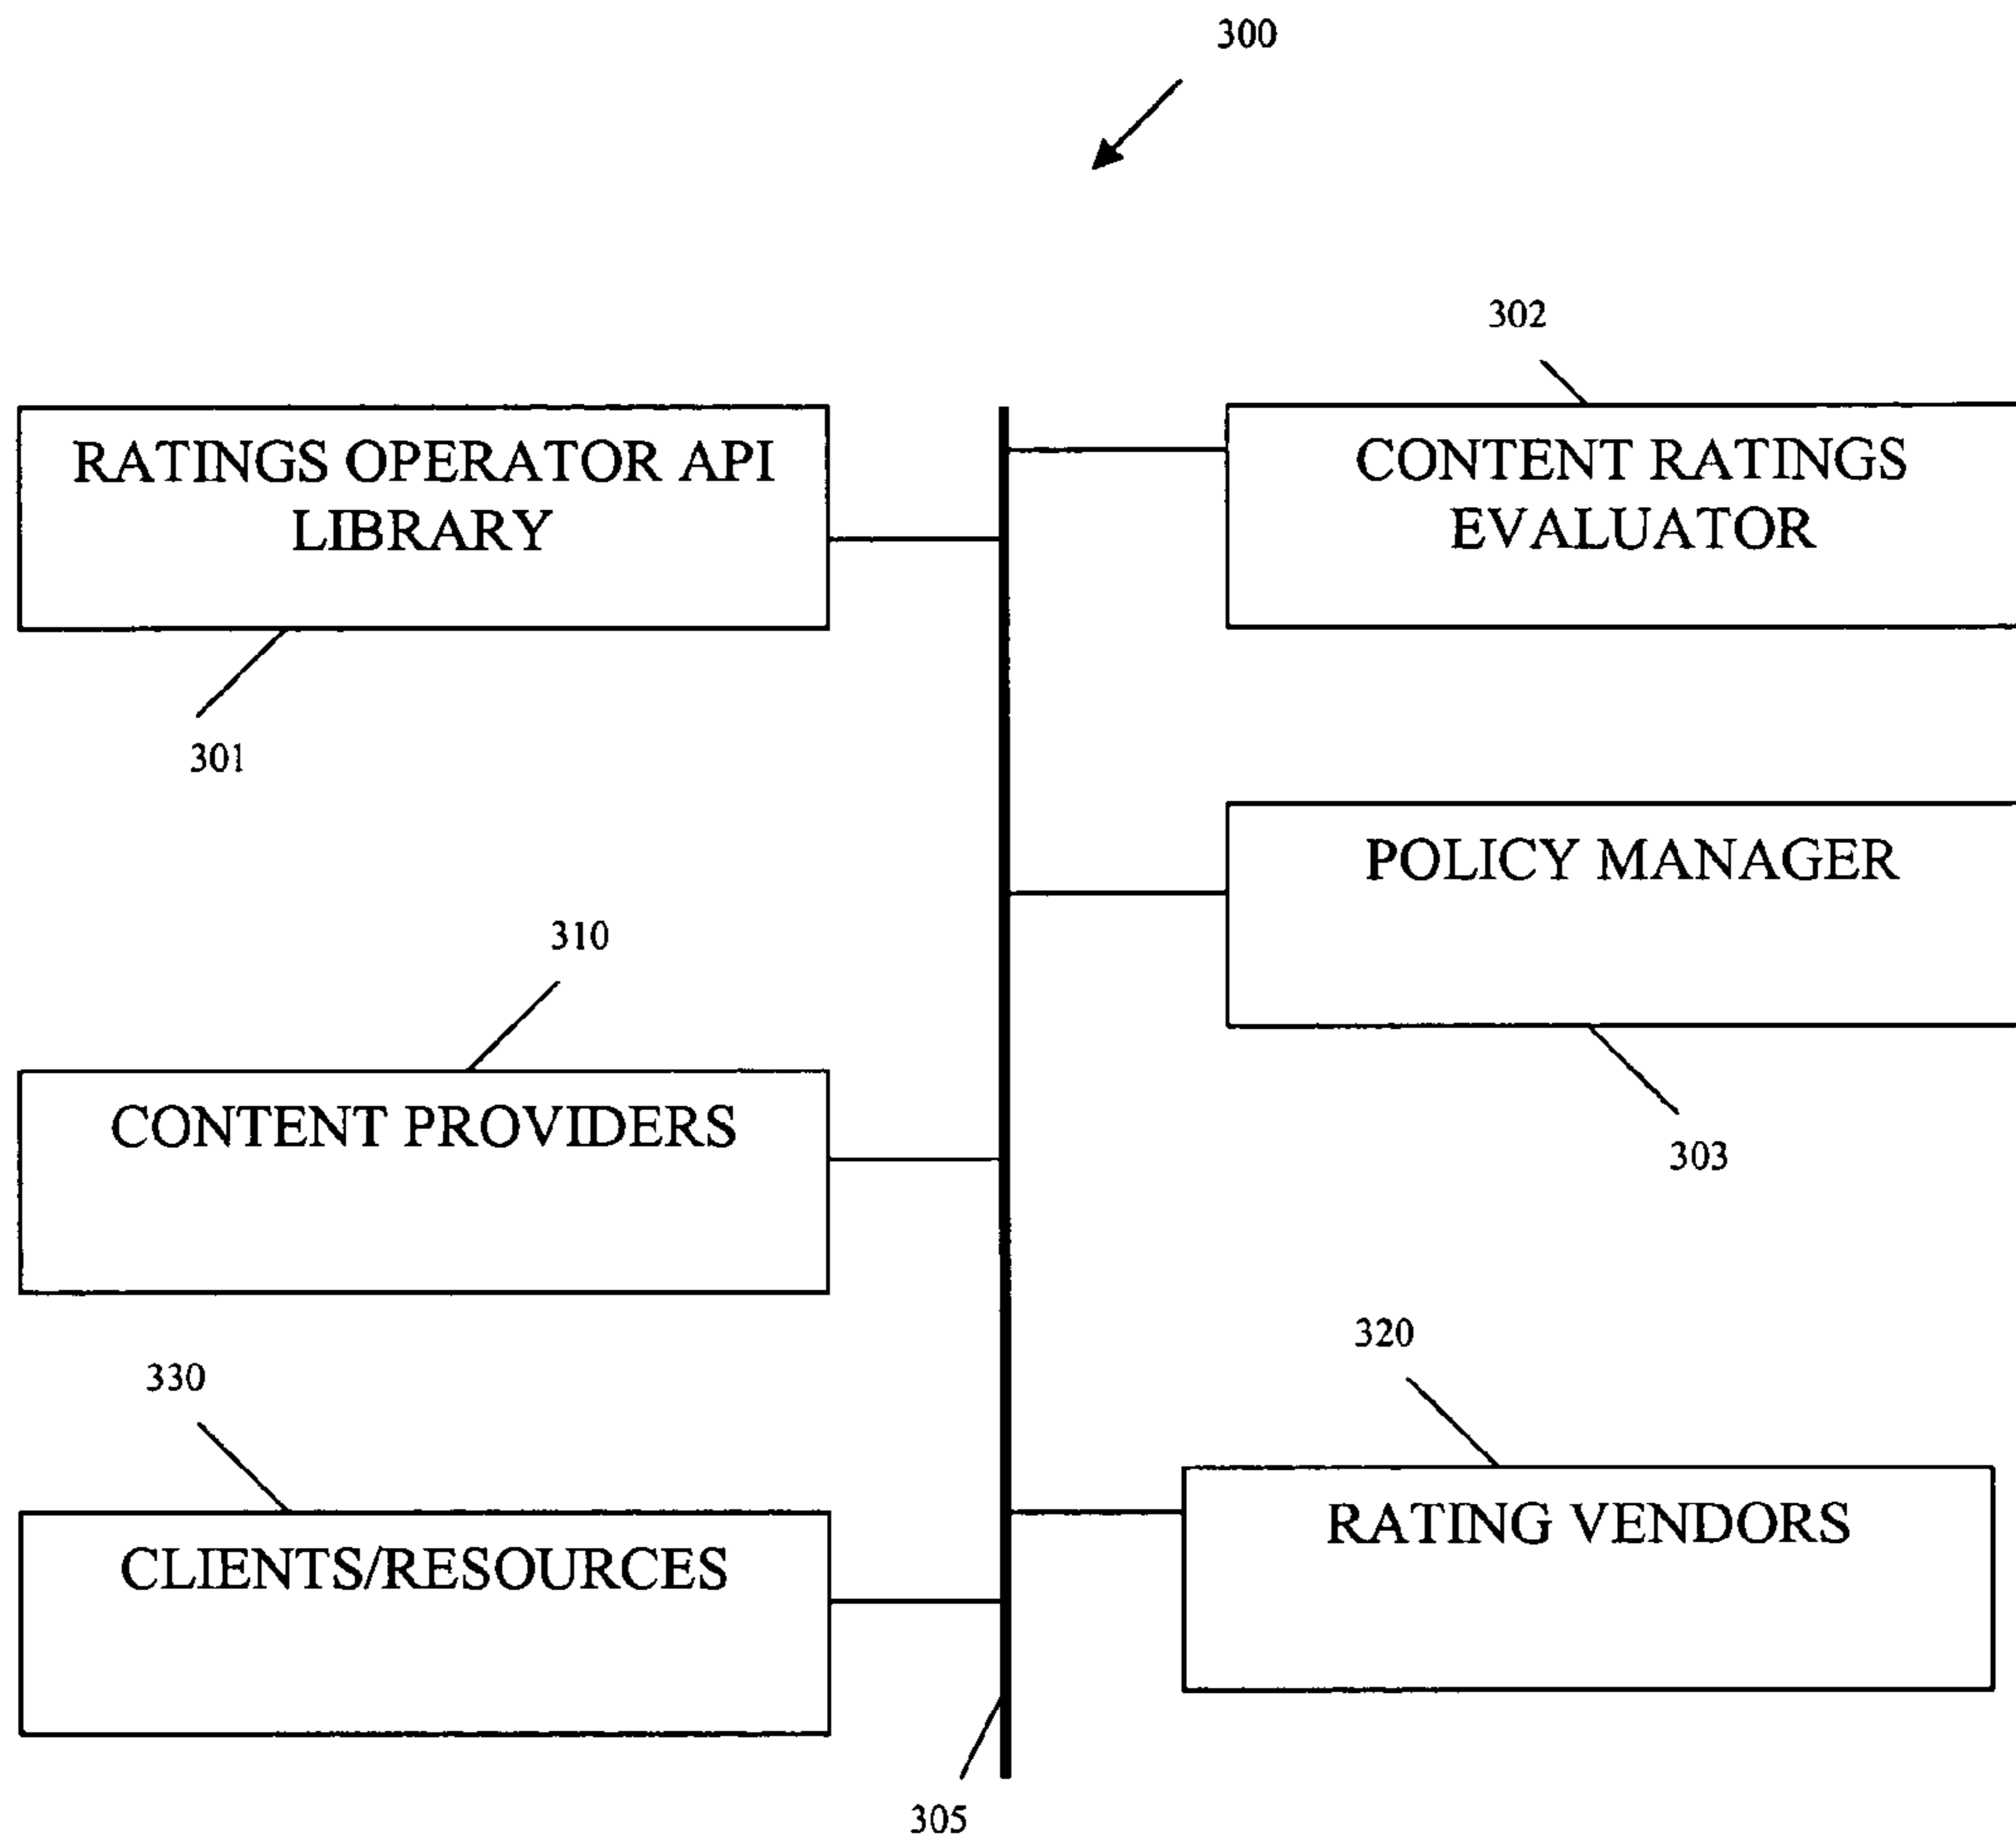 300
302
RATINGS OPERATOR API
LIBRARY
CONTENT RATINGS
EVALUATOR
301
POLICY MANAGER
310
CONTENT PROVIDERS
303
320
330
RATING VENDORS
CLIENTS/RESOURCES
305